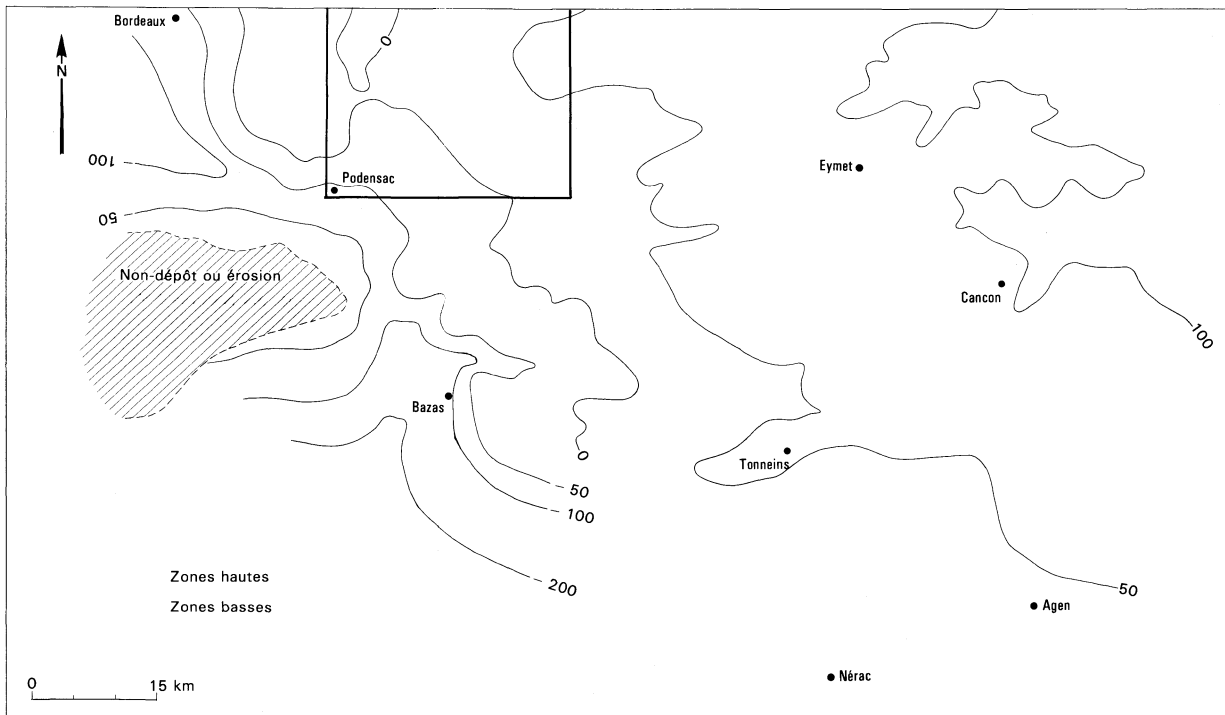 Bordeaux
N
0
100
Podensac
Eymet
50
Non-dépôt ou érosion
Cancon
100
Bazas
0
Tonneins
- 50
- 100
- 200
50
Zones hautes
Zones basses
Agen
Nérac
0 15 km